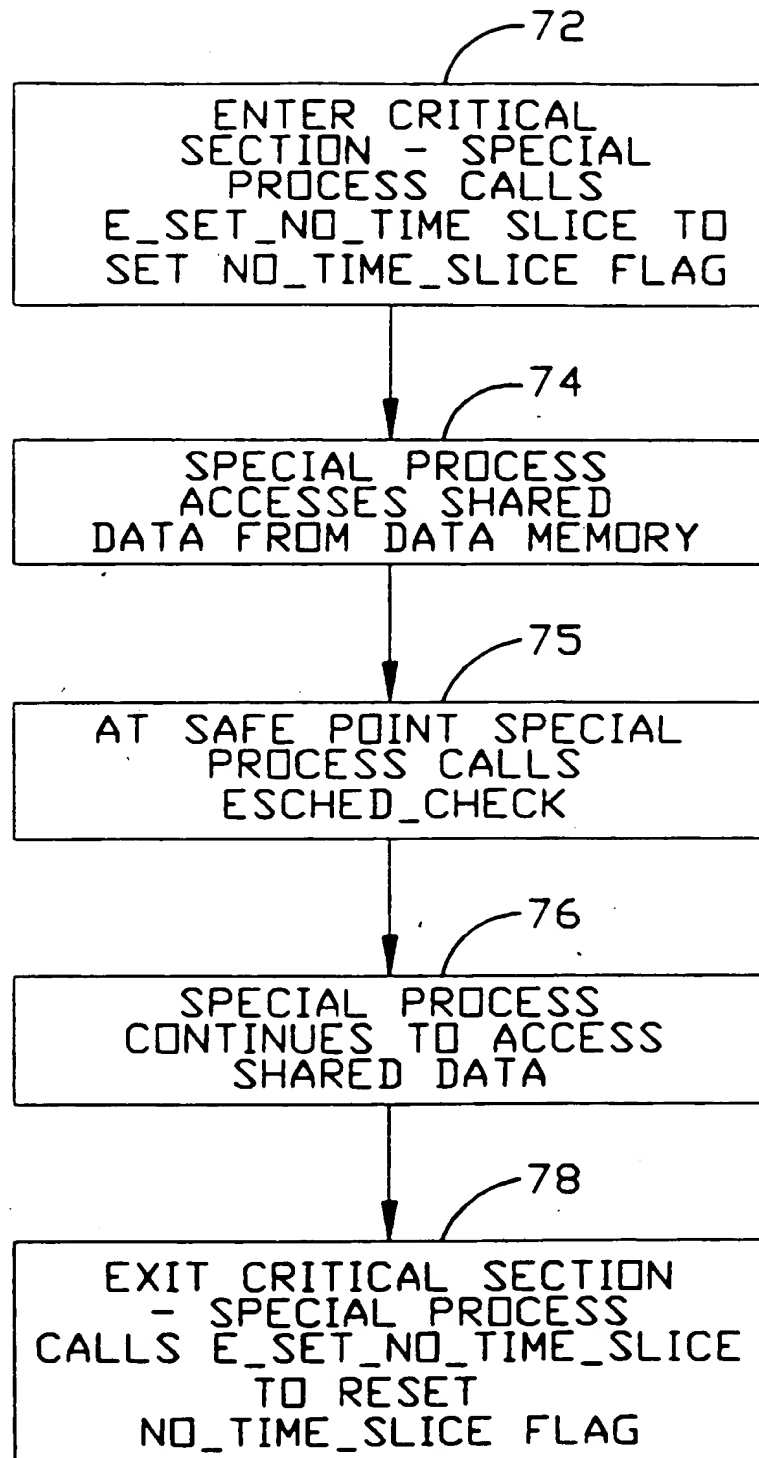 72
ENTER CRITICAL
SECTION - SPECIAL
PROCESS CALLS
E_SET_NO_TIME SLICE TO
SET NO_TIME_SLICE FLAG
74
SPECIAL PROCESS
ACCESSES SHARED
DATA FROM DATA MEMORY
75
AT SAFE POINT SPECIAL
PROCESS CALLS
ESCHED_CHECK
76
SPECIAL PROCESS
CONTINUES TO ACCESS
SHARED DATA
78
EXIT CRITICAL SECTION
- SPECIAL PROCESS
CALLS E_SET_NO_TIME_SLICE
TO RESET
NO_TIME_SLICE FLAG